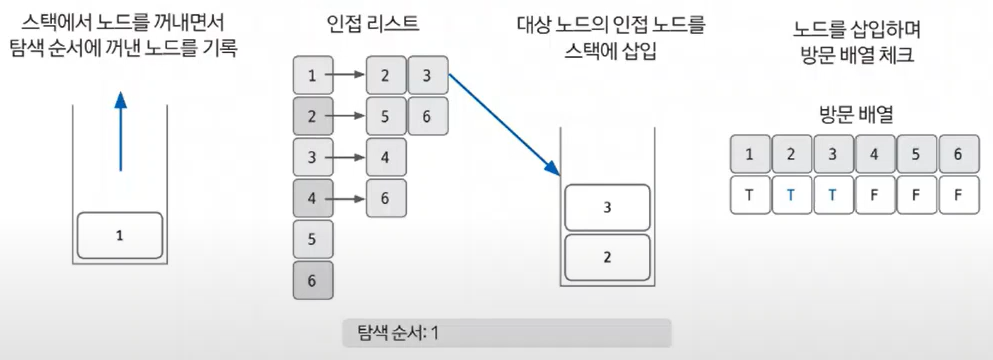 스택에서 노드를 꺼내면서
탐색 순서에 꺼낸 노드를 기록
1
인접 리스트
1 2 3
2 5 6
3 4
4 6
5
6
대상 노드의 인접 노드를
스택에 삽입
3
2
노드를 삽입하며
방문 배열 체크
방문 배열
1 2 3 4 5 6
T T T F F F
탐색 순서: 1